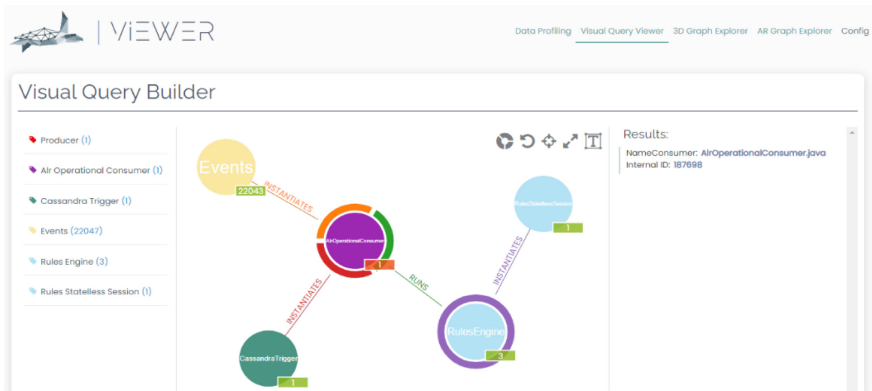 | ViEWER
Data Profiling Visual Query Viewer 3D Graph Explorer AR Graph Explorer Config
Visual Query Builder
Producer (1)
Air Operational Consumer (1)
Cassandra Trigger (1)
Events (22047)
Rules Engine (3)
Rules Statelless Session (1)
Events
22043
INSTANTIATES
AirOperationalConsumer
1
INSTANTIATES
CassandraTrigger
1
RUNS
RulesEngine
3
INSTANTIATES
RulesStatelessSession
1
T
Results:
NameConsumer: AirOperationalConsumer.java
Internal ID: 187698